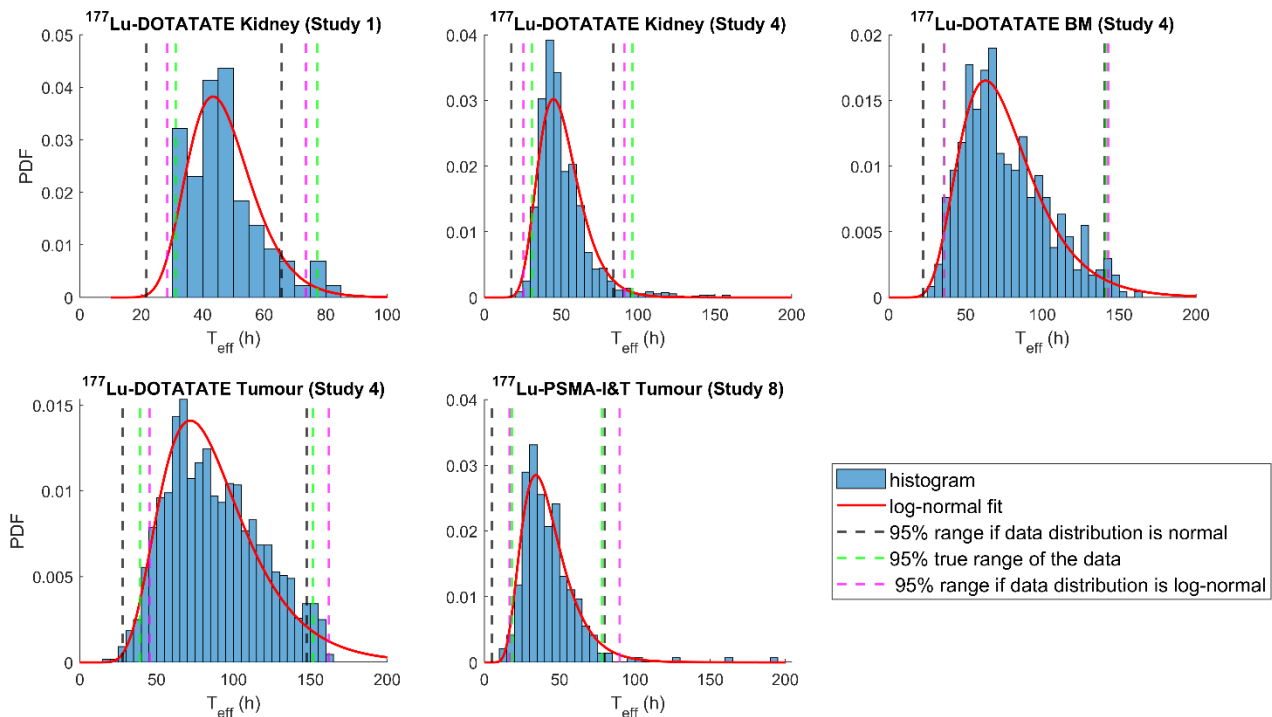 ¹⁷⁷Lu-DOTATATE Kidney (Study 1)
0.05
0.04
0.03
0.02
0.01
0
PDF
0 20 40 60 80 100
T_eff (h)
¹⁷⁷Lu-DOTATATE Kidney (Study 4)
0.04
0.03
0.02
0.01
0
0 50 100 150 200
T_eff (h)
¹⁷⁷Lu-DOTATATE BM (Study 4)
0.02
0.015
0.01
0.005
0
0 50 100 150 200
T_eff (h)
¹⁷⁷Lu-DOTATATE Tumour (Study 4)
0.015
0.01
0.005
0
PDF
0 50 100 150 200
T_eff (h)
¹⁷⁷Lu-PSMA-I&T Tumour (Study 8)
0.04
0.03
0.02
0.01
0
0 50 100 150 200
T_eff (h)
histogram
log-normal fit
95% range if data distribution is normal
95% true range of the data
95% range if data distribution is log-normal